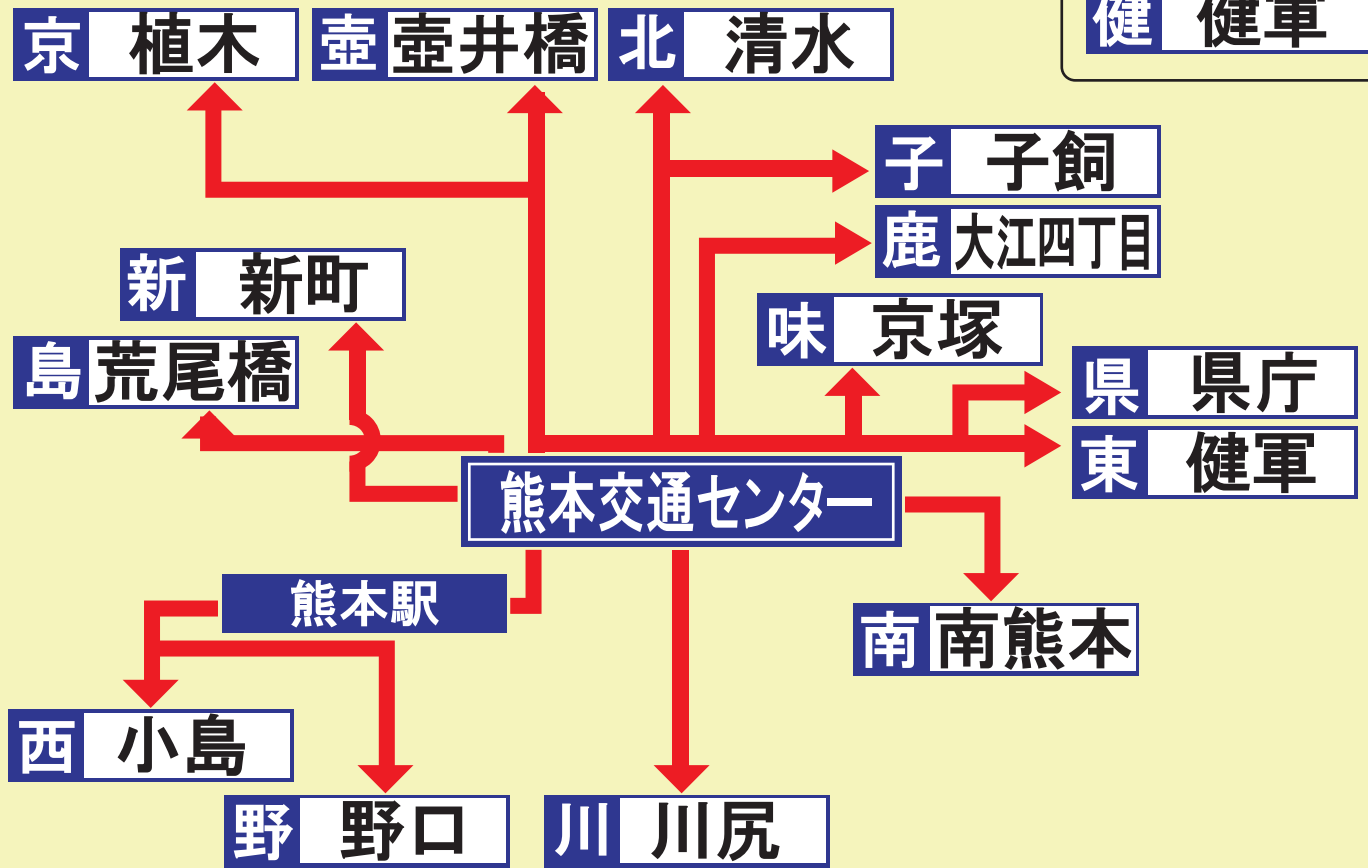 京 植木
壺 壺井橋
北 清水
健 健軍
子 子飼
鹿 大江四丁目
新 新町
味 京塚
島 荒尾橋
県 県庁
東 健軍
熊本交通センター
熊本駅
南 南熊本
西 小島
野 野口
川 川尻